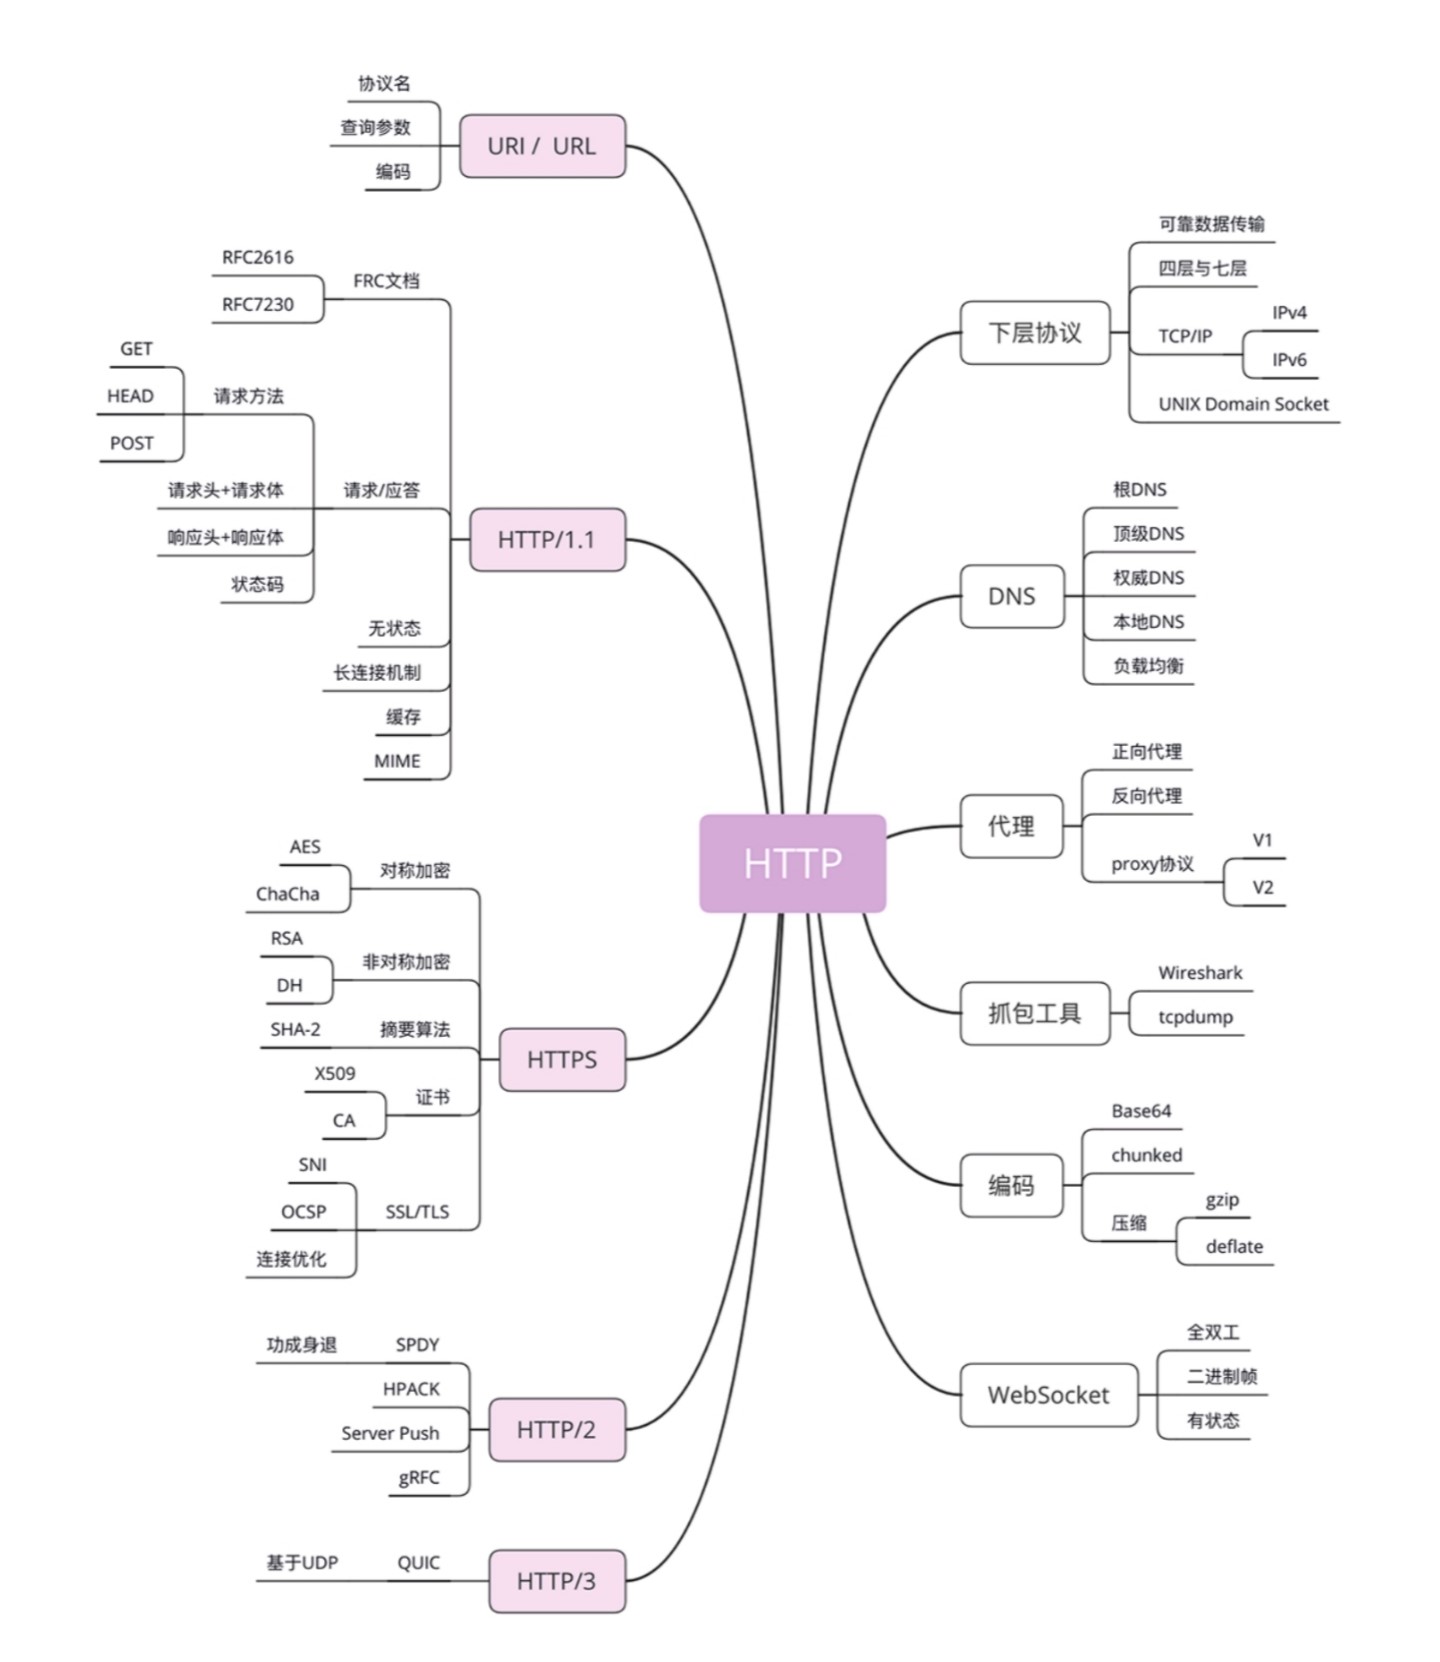 HTTP
URI / URL
协议名
查询参数
编码
HTTP/1.1
FRC文档
RFC2616
RFC7230
请求/应答
请求方法
GET
HEAD
POST
请求头+请求体
响应头+响应体
状态码
无状态
长连接机制
缓存
MIME
HTTPS
对称加密
AES
ChaCha
非对称加密
RSA
DH
摘要算法
SHA-2
证书
X509
CA
SSL/TLS
SNI
OCSP
连接优化
HTTP/2
SPDY
功成身退
HPACK
Server Push
gRFC
HTTP/3
QUIC
基于UDP
下层协议
可靠数据传输
四层与七层
TCP/IP
IPv4
IPv6
UNIX Domain Socket
DNS
根DNS
顶级DNS
权威DNS
本地DNS
负载均衡
代理
正向代理
反向代理
proxy协议
V1
V2
抓包工具
Wireshark
tcpdump
编码
Base64
chunked
压缩
gzip
deflate
WebSocket
全双工
二进制帧
有状态